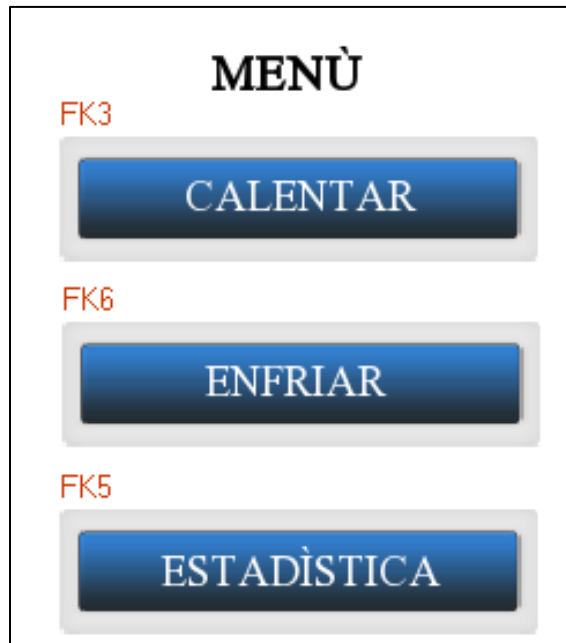 MENÙ
FK3
CALENTAR
FK6
ENFRIAR
FK5
ESTADÌSTICA